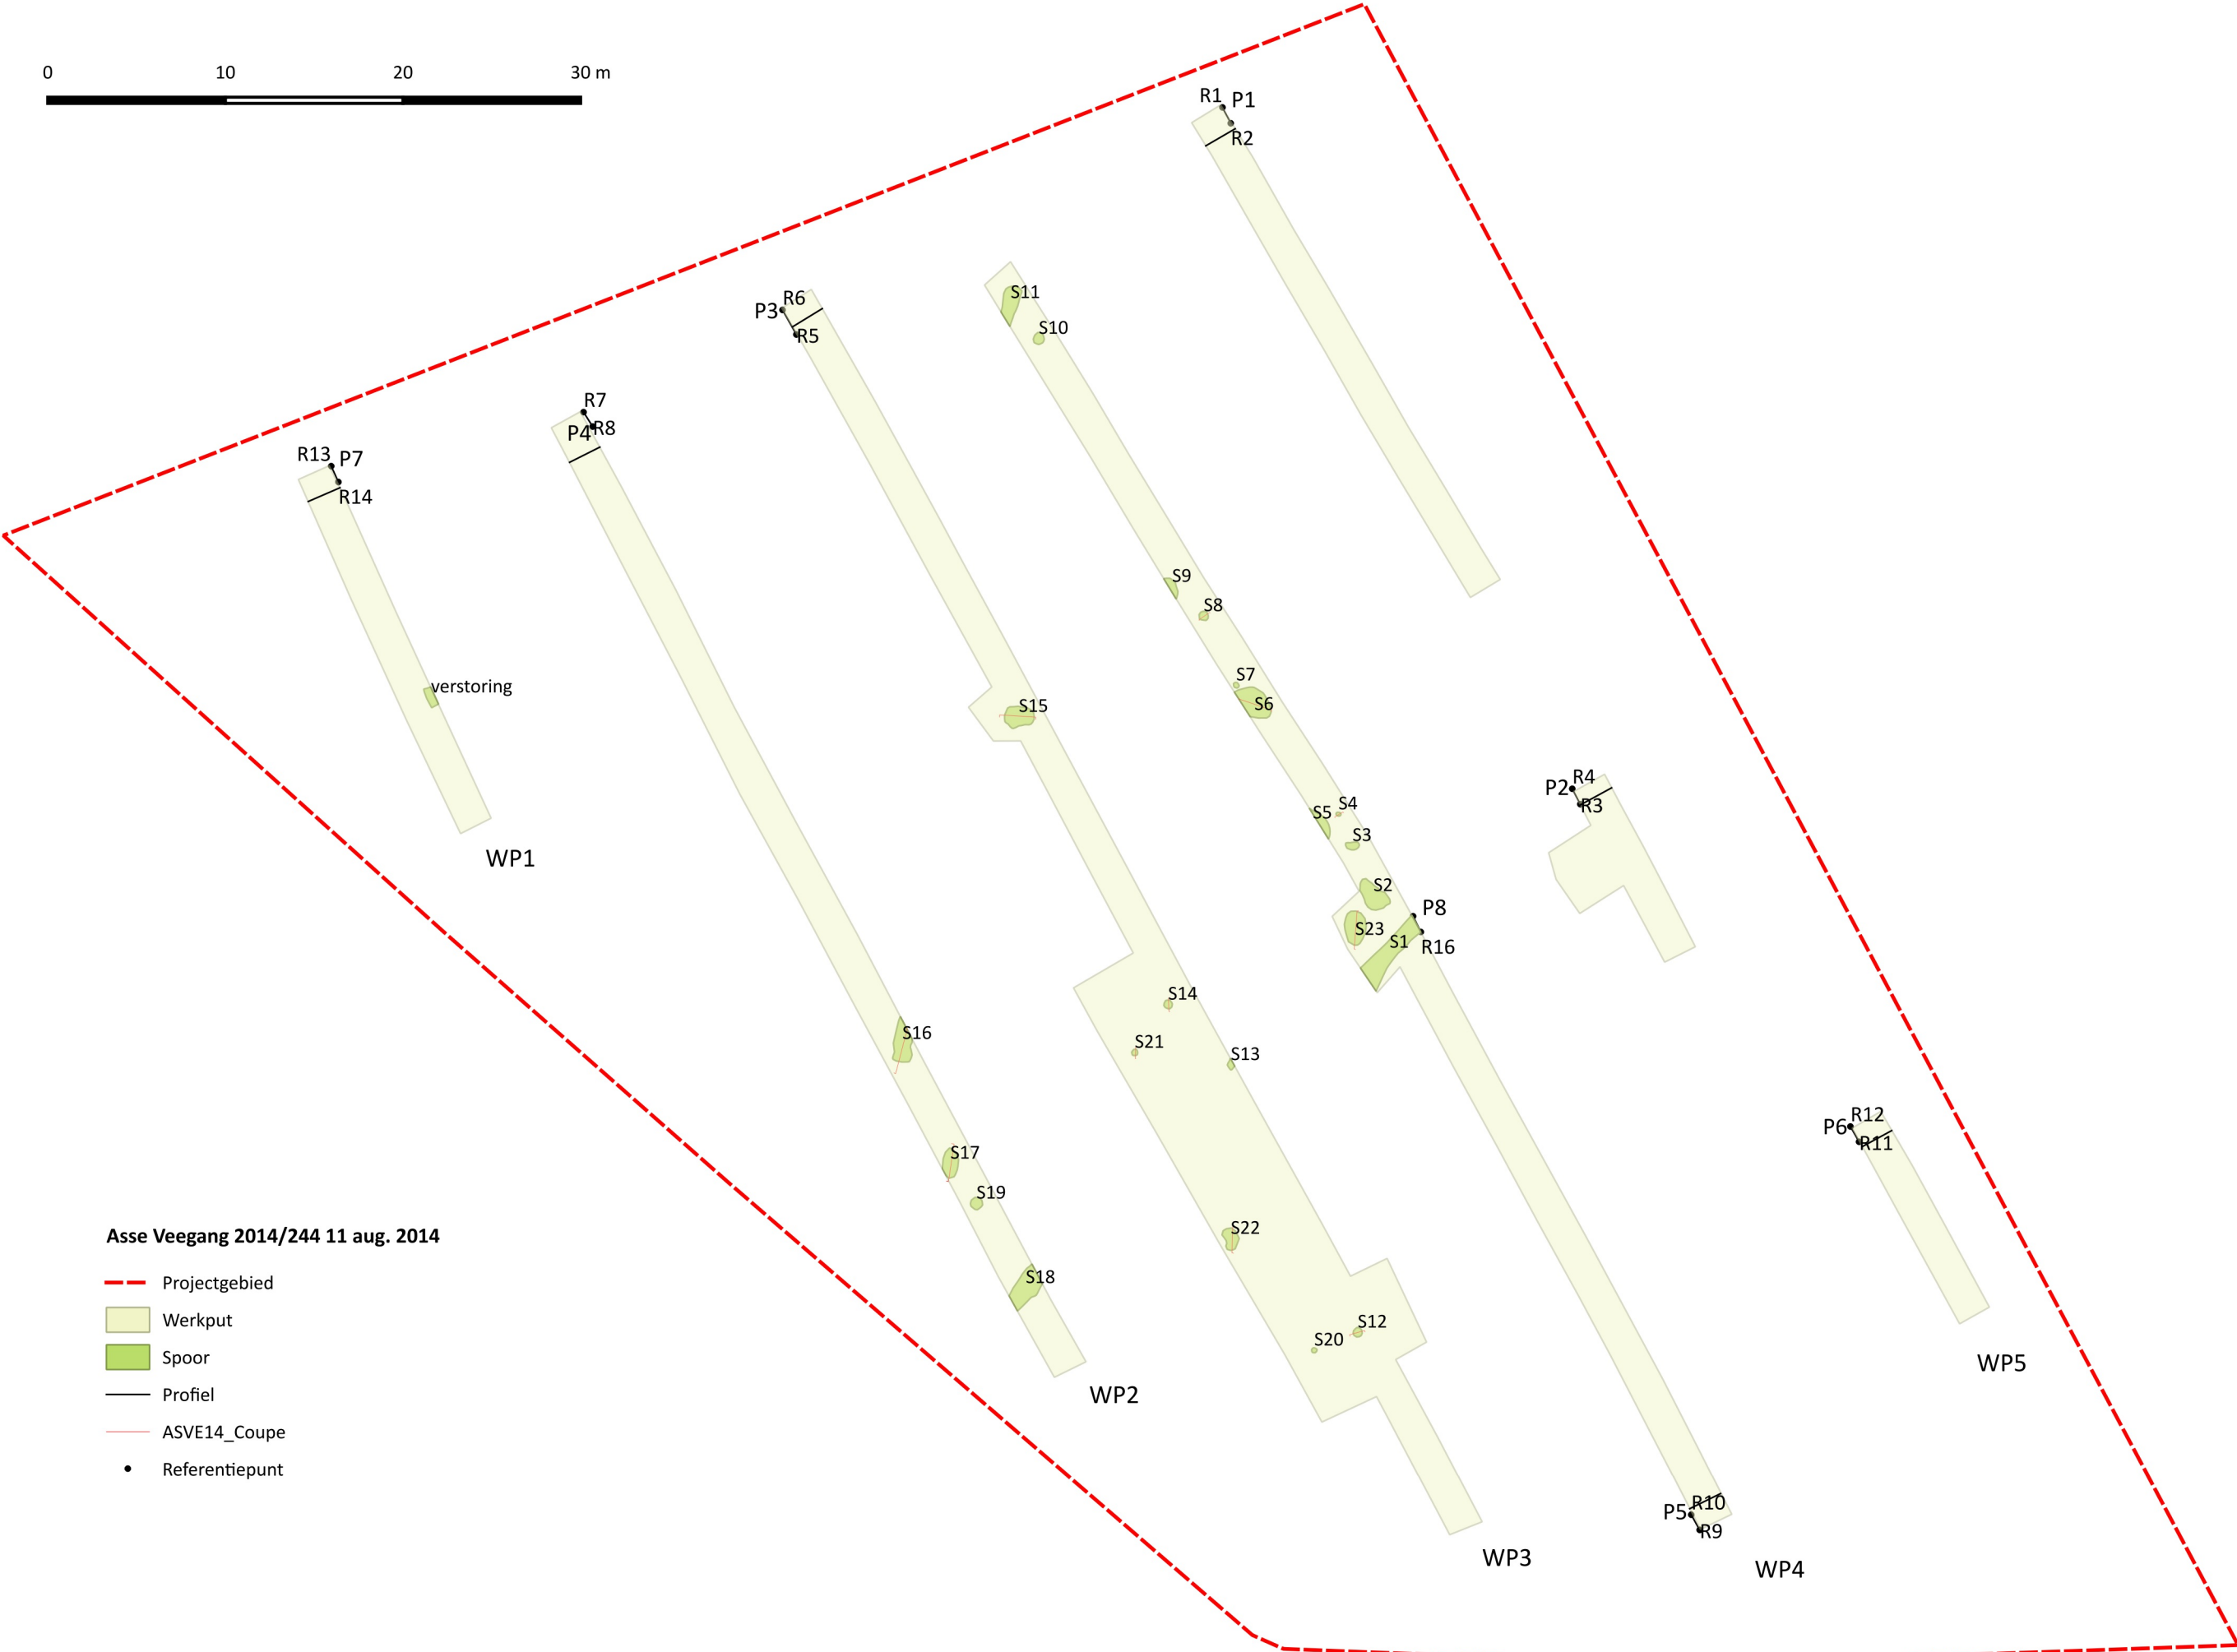 0 10 20 30 m
R1 P1
R2
S11
R6
P3
R5
S10
R7
P4 R8
R13 P7
R14
S9
S8
S7
S6
verstoring
S15
R4
P2
R3
S4
S5
S3
WP1
S2
P8
S23
S1
R16
S14
S16
S21
S13
R12
P6
R11
S17
S19
S22
Asse Veegang 2014/244 11 aug. 2014
S18
Projectgebied
Werkput
S12
S20
Spoor
WP5
Profiel
WP2
ASVE14_Coupe
Referentiepunt
R10
P5
R9
WP3
WP4